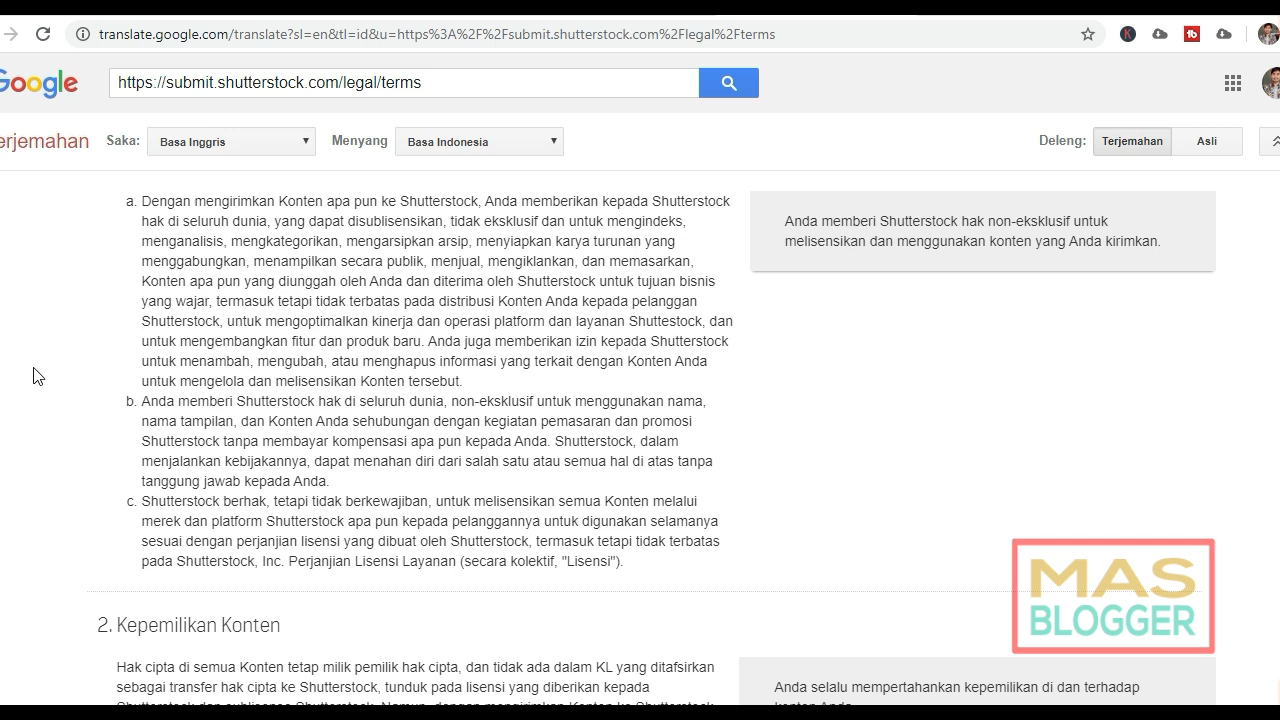 translate.google.com/translate?sl=en&tl=id&u=https%3A%2F%2Fsubmit.shutterstock.com%2Flegal%2Fterms
Google
https://submit.shutterstock.com/legal/terms
erjemahan Saka: Basa Inggris Menyang Basa Indonesia Deleng: Terjemahan Asli
a. Dengan mengirimkan Konten apa pun ke Shutterstock, Anda memberikan kepada Shutterstock
hak di seluruh dunia, yang dapat disublisensikan, tidak eksklusif dan untuk mengindeks,
menganalisis, mengkategorikan, mengarsipkan arsip, menyiapkan karya turunan yang
menggabungkan, menampilkan secara publik, menjual, mengiklankan, dan memasarkan,
Konten apa pun yang diunggah oleh Anda dan diterima oleh Shutterstock untuk tujuan bisnis
yang wajar, termasuk tetapi tidak terbatas pada distribusi Konten Anda kepada pelanggan
Shutterstock, untuk mengoptimalkan kinerja dan operasi platform dan layanan Shuttestock, dan
untuk mengembangkan fitur dan produk baru. Anda juga memberikan izin kepada Shutterstock
untuk menambah, mengubah, atau menghapus informasi yang terkait dengan Konten Anda
untuk mengelola dan melisensikan Konten tersebut.
b. Anda memberi Shutterstock hak di seluruh dunia, non-eksklusif untuk menggunakan nama,
nama tampilan, dan Konten Anda sehubungan dengan kegiatan pemasaran dan promosi
Shutterstock tanpa membayar kompensasi apa pun kepada Anda. Shutterstock, dalam
menjalankan kebijakannya, dapat menahan diri dari salah satu atau semua hal di atas tanpa
tanggung jawab kepada Anda.
c. Shutterstock berhak, tetapi tidak berkewajiban, untuk melisensikan semua Konten melalui
merek dan platform Shutterstock apa pun kepada pelanggannya untuk digunakan selamanya
sesuai dengan perjanjian lisensi yang dibuat oleh Shutterstock, termasuk tetapi tidak terbatas
pada Shutterstock, Inc. Perjanjian Lisensi Layanan (secara kolektif, "Lisensi").
Anda memberi Shutterstock hak non-eksklusif untuk
melisensikan dan menggunakan konten yang Anda kirimkan.
MAS
BLOGGER
2. Kepemilikan Konten
Hak cipta di semua Konten tetap milik pemilik hak cipta, dan tidak ada dalam KL yang ditafsirkan
sebagai transfer hak cipta ke Shutterstock, tunduk pada lisensi yang diberikan kepada
Anda selalu mempertahankan kepemilikan di dan terhadap